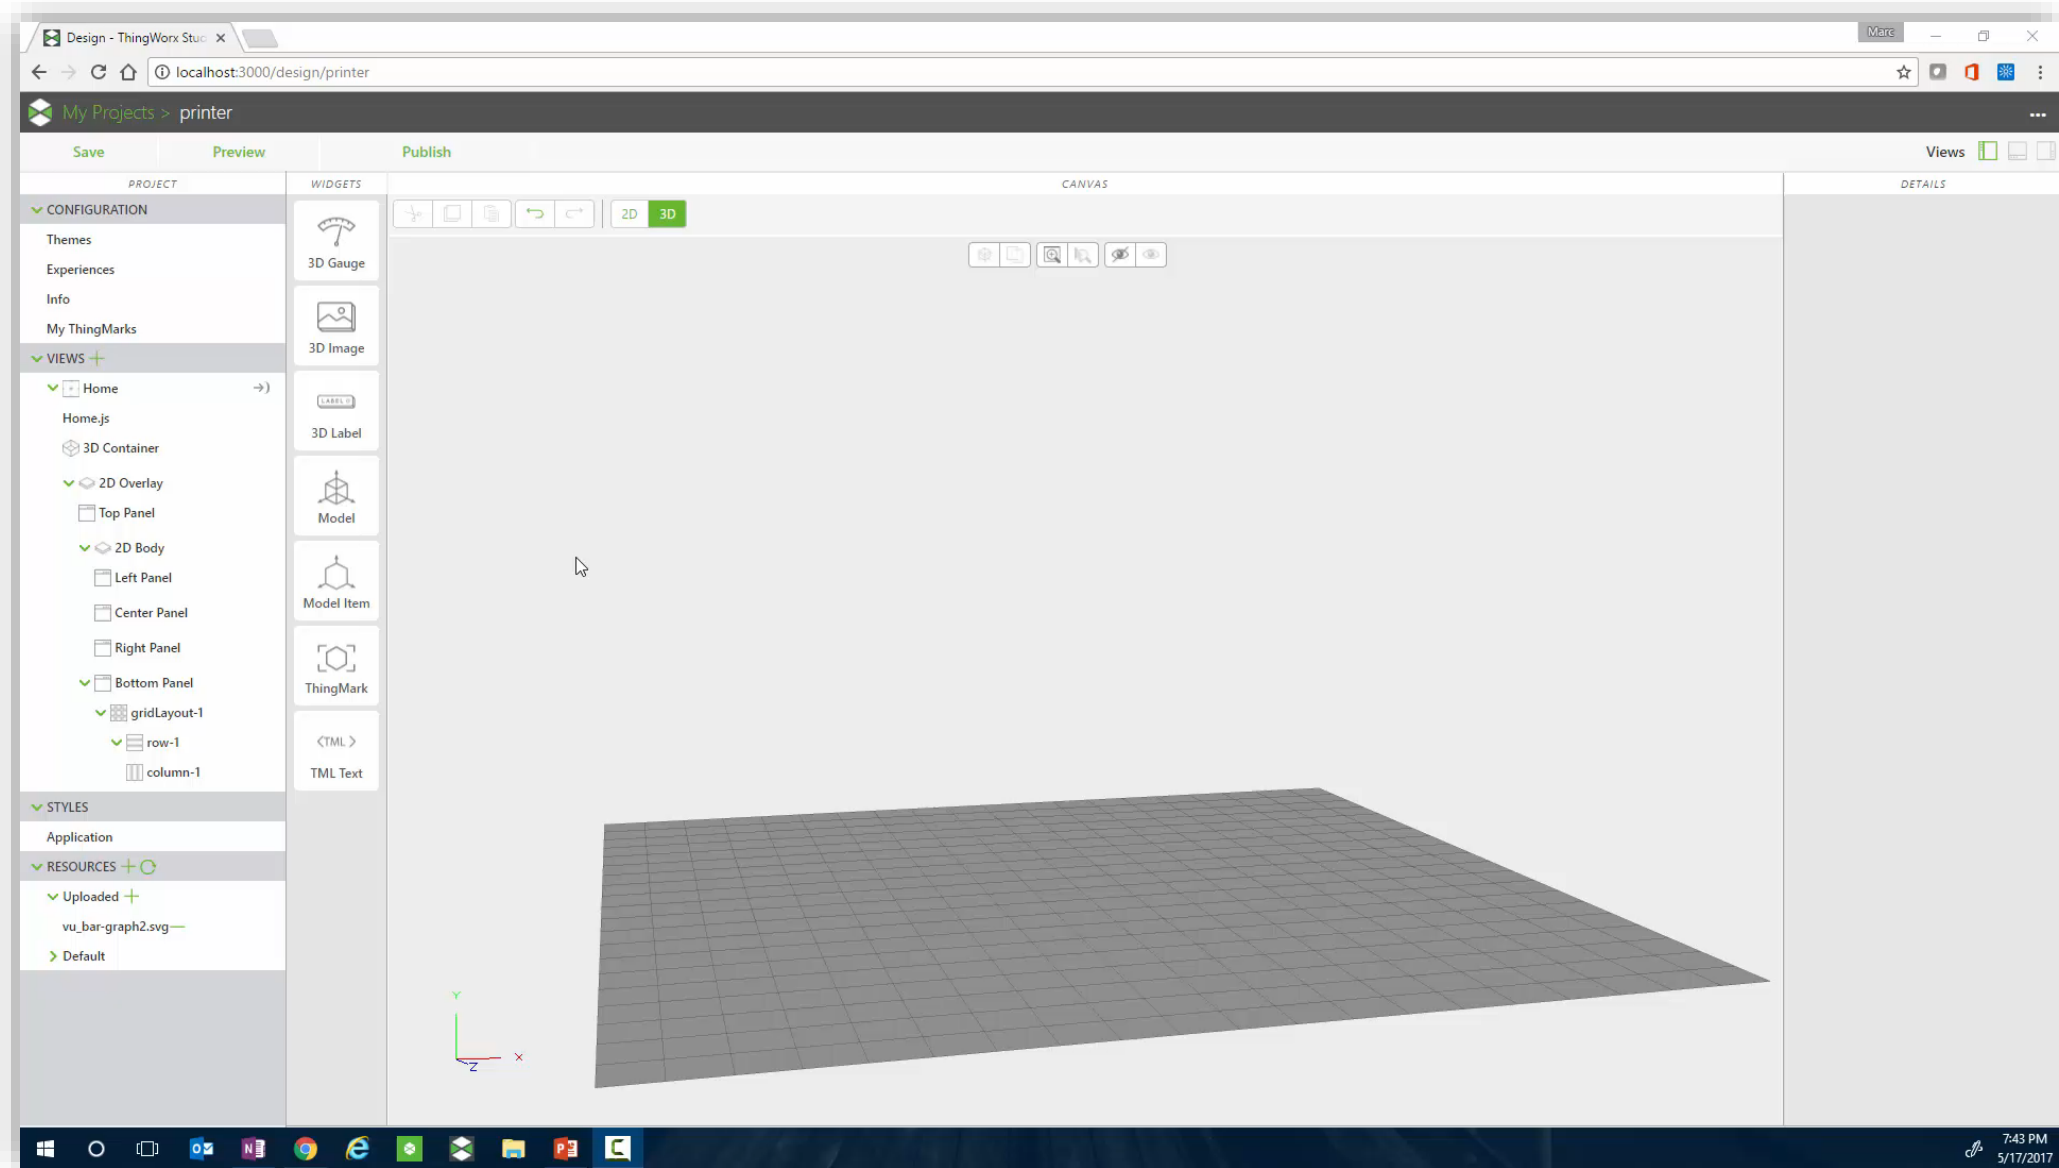 Design - ThingWorx Stuc
Marc
localhost:3000/design/printer
My Projects > printer
Save
Preview
Publish
Views
PROJECT
WIDGETS
CANVAS
DETAILS
CONFIGURATION
Themes
Experiences
Info
My ThingMarks
VIEWS
Home
Home.js
3D Container
2D Overlay
Top Panel
2D Body
Left Panel
Center Panel
Right Panel
Bottom Panel
gridLayout-1
row-1
column-1
STYLES
Application
RESOURCES
Uploaded
vu_bar-graph2.svg
Default
3D Gauge
3D Image
LABEL
3D Label
Model
Model Item
ThingMark
<TML>
TML Text
2D
3D
Y
X
Z
7:43 PM
5/17/2017